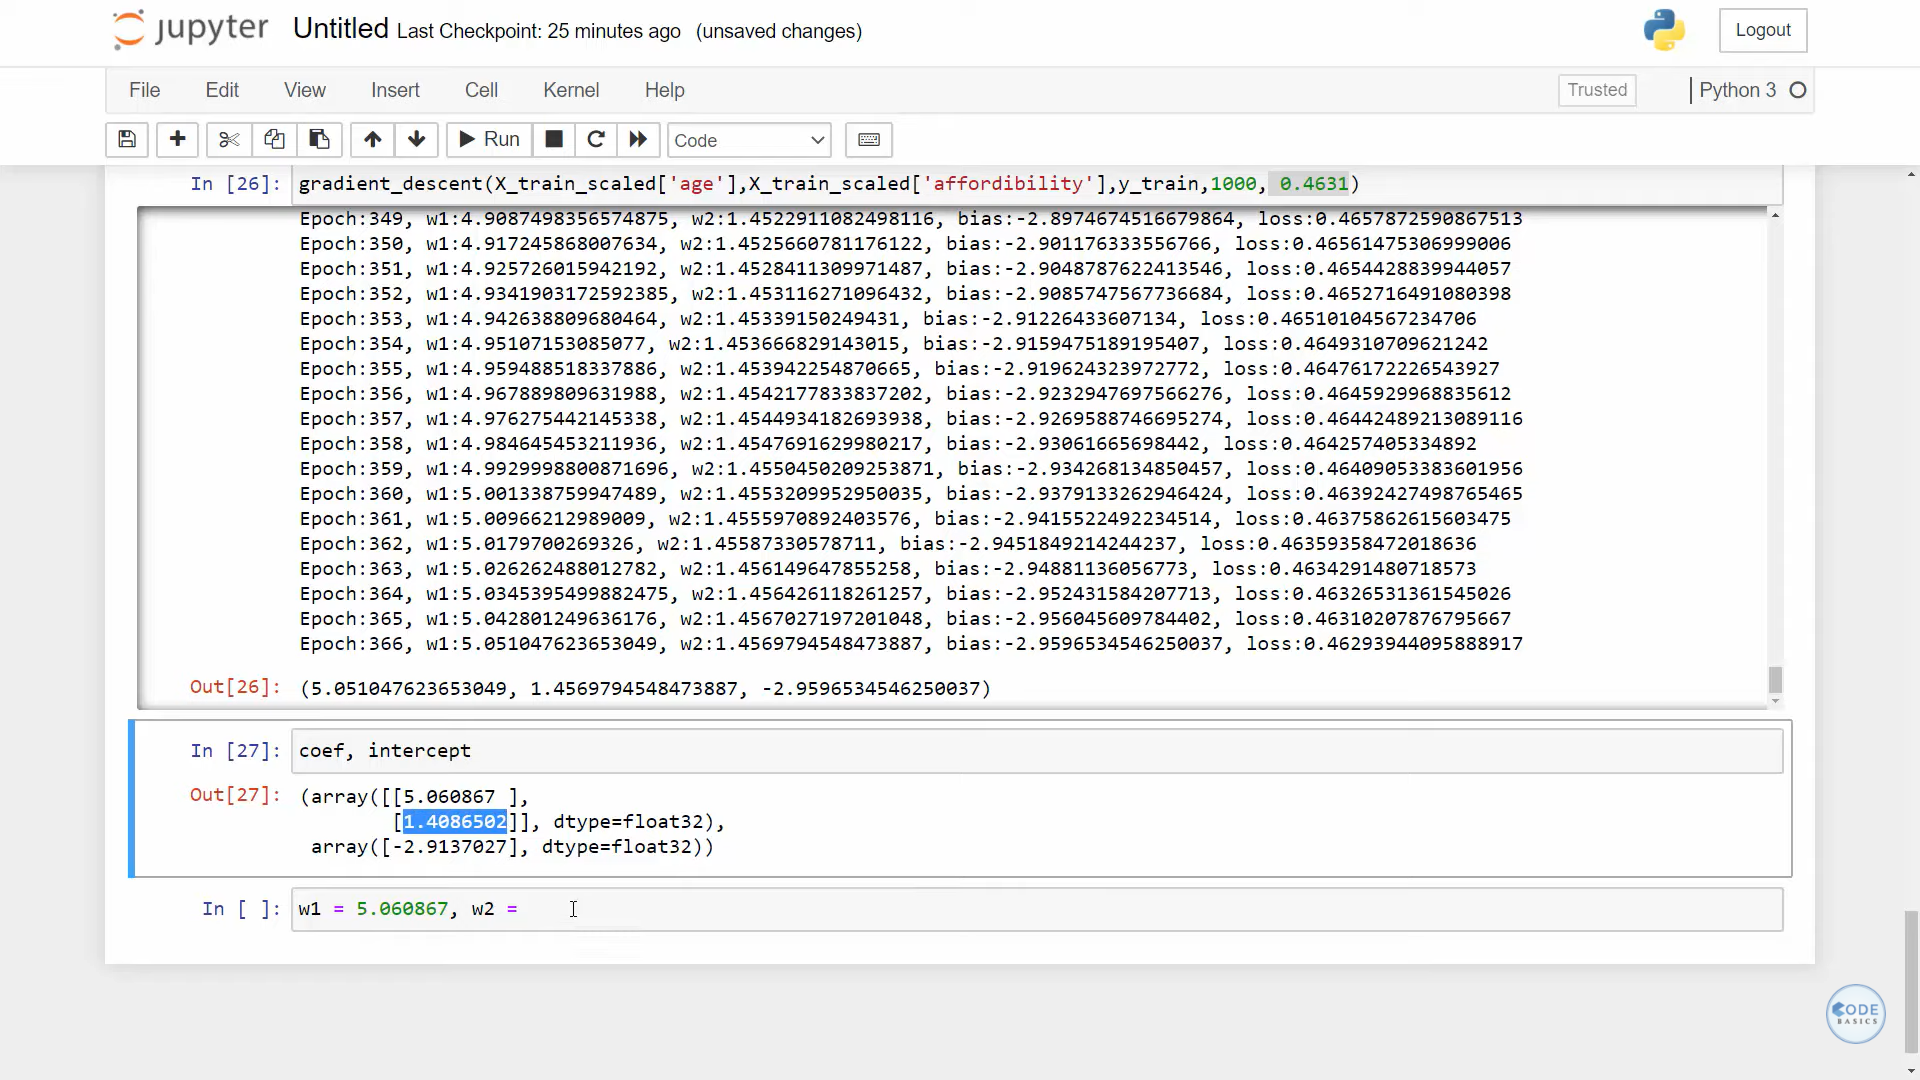 jupyter Untitled Last Checkpoint: 25 minutes ago (unsaved changes) Logout
File Edit View Insert Cell Kernel Help Trusted Python 3
Run Code
In [26]: gradient_descent(X_train_scaled['age'],X_train_scaled['affordibility'],y_train,1000, 0.4631)
Epoch:349, w1:4.9087498356574875, w2:1.4522911082498116, bias:-2.8974674516679864, loss:0.4657872590867513
Epoch:350, w1:4.917245868007634, w2:1.4525660781176122, bias:-2.901176333556766, loss:0.46561475306999006
Epoch:351, w1:4.925726015942192, w2:1.4528411309971487, bias:-2.9048787622413546, loss:0.4654428839944057
Epoch:352, w1:4.9341903172592385, w2:1.453116271096432, bias:-2.9085747567736684, loss:0.4652716491080398
Epoch:353, w1:4.942638809680464, w2:1.45339150249431, bias:-2.91226433607134, loss:0.46510104567234706
Epoch:354, w1:4.95107153085077, w2:1.453666829143015, bias:-2.9159475189195407, loss:0.4649310709621242
Epoch:355, w1:4.959488518337886, w2:1.453942254870665, bias:-2.919624323972772, loss:0.46476172226543927
Epoch:356, w1:4.967889809631988, w2:1.45421777833837202, bias:-2.9232947697566276, loss:0.4645929968835612
Epoch:357, w1:4.976275442145338, w2:1.4544934182693938, bias:-2.9269588746695274, loss:0.46442489213089116
Epoch:358, w1:4.984645453211936, w2:1.4547691629980217, bias:-2.93061665698442, loss:0.464257405334892
Epoch:359, w1:4.9929998800871696, w2:1.4550450209253871, bias:-2.934268134850457, loss:0.46409053383601956
Epoch:360, w1:5.001338759947489, w2:1.4553209952950035, bias:-2.9379133262946424, loss:0.46392427498765465
Epoch:361, w1:5.00966212989009, w2:1.4555970892403576, bias:-2.9415522492234514, loss:0.46375862615603475
Epoch:362, w1:5.0179700269326, w2:1.45587330578711, bias:-2.9451849214244237, loss:0.46359358472018636
Epoch:363, w1:5.026262488012782, w2:1.456149647855258, bias:-2.94881136056773, loss:0.4634291480718573
Epoch:364, w1:5.0345395499882475, w2:1.456426118261257, bias:-2.952431584207713, loss:0.46326531361545026
Epoch:365, w1:5.042801249636176, w2:1.4567027197201048, bias:-2.956045609784402, loss:0.46310207876795667
Epoch:366, w1:5.051047623653049, w2:1.4569794548473887, bias:-2.9596534546250037, loss:0.46293944095888917
Out[26]: (5.051047623653049, 1.4569794548473887, -2.9596534546250037)
In [27]: coef, intercept
Out[27]: (array([[5.060867 ],
[1.4086502]], dtype=float32),
array([-2.9137027], dtype=float32))
In [ ]: w1 = 5.060867, w2 =
CODE
BASICS